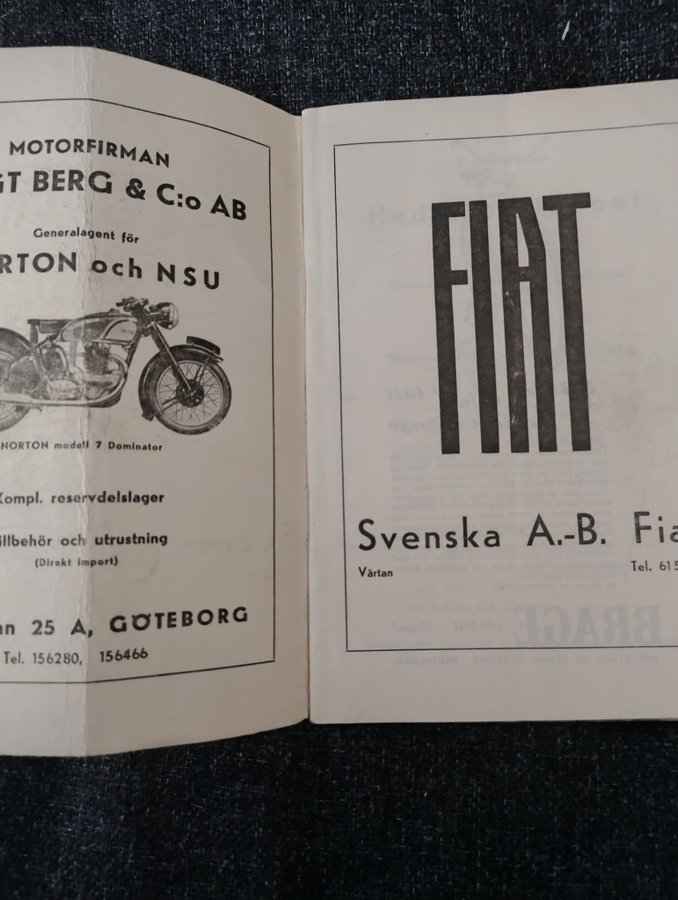 MOTORFIRMAN
GT BERG & C:o AB
Generalagent för
RTON och NSU
NORTON modell 7 Dominator
Kompl. reservdelslager
illbehör och utrustning
(Direkt import)
n 25 A, GÖTEBORG
Tel. 156280, 156466
FIAT
Svenska A.-B. Fia
Värtan
Tel. 615
BRAGE